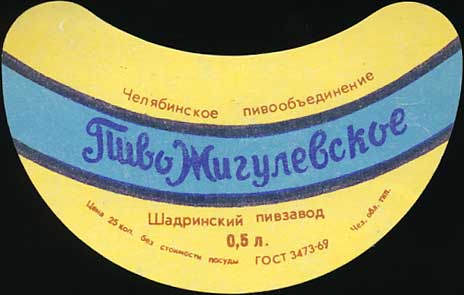 Челябинское пивообъединение
Пиво Жигулевское
Шадринский пивзавод
0,5 л.
Цена 25 коп. без стоимости посуды ГОСТ 3473-69 Чел. обл. тип.